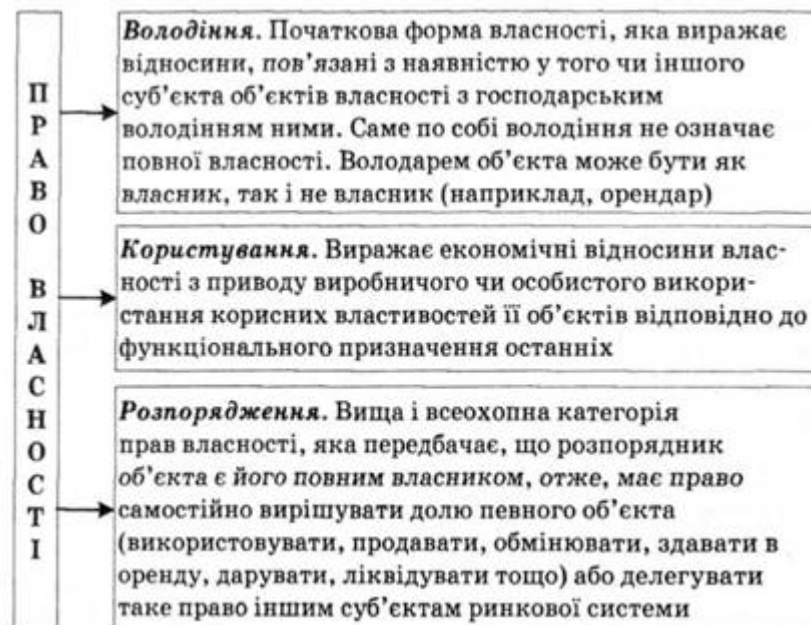 ПРАВО ВЛАСНОСТІ
Володіння. Початкова форма власності, яка виражає
відносини, пов’язані з наявністю у того чи іншого
суб’єкта об’єктів власності з господарським
володінням ними. Саме по собі володіння не означає
повної власності. Володарем об’єкта може бути як
власник, так і не власник (наприклад, орендар)
Користування. Виражає економічні відносини влас-
ності з приводу виробничого чи особистого викори-
стання корисних властивостей її об’єктів відповідно до
функціонального призначення останніх
Розпорядження. Вища і всеохопна категорія
прав власності, яка передбачає, що розпорядник
об’єкта є його повним власником, отже, має право
самостійно вирішувати долю певного об’єкта
(використовувати, продавати, обмінювати, здавати в
оренду, дарувати, ліквідувати тощо) або делегувати
таке право іншим суб’єктам ринкової системи